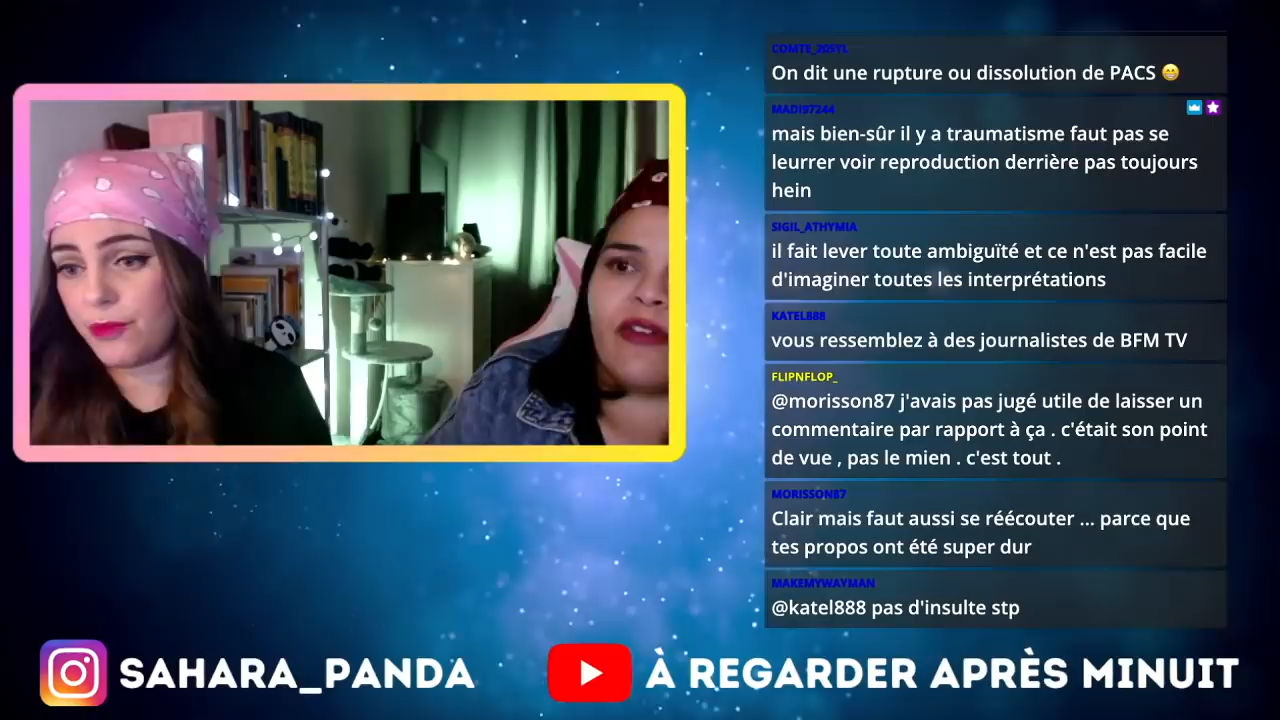 COMTE_205YL
On dit une rupture ou dissolution de PACS 😁
MADI97244
mais bien-sûr il y a traumatisme faut pas se
leurrer voir reproduction derrière pas toujours
hein
SIGIL_ATHYMIA
il fait lever toute ambiguïté et ce n'est pas facile
d'imaginer toutes les interprétations
KATEL888
vous ressemblez à des journalistes de BFM TV
FLIPNFLOP_
@morisson87 j'avais pas jugé utile de laisser un
commentaire par rapport à ça . c'était son point
de vue , pas le mien . c'est tout .
MORISSON87
Clair mais faut aussi se réécouter ... parce que
tes propos ont été super dur
MAKEMYWAYMAN
@katel888 pas d'insulte stp
SAHARA_PANDA
À REGARDER APRÈS MINUIT